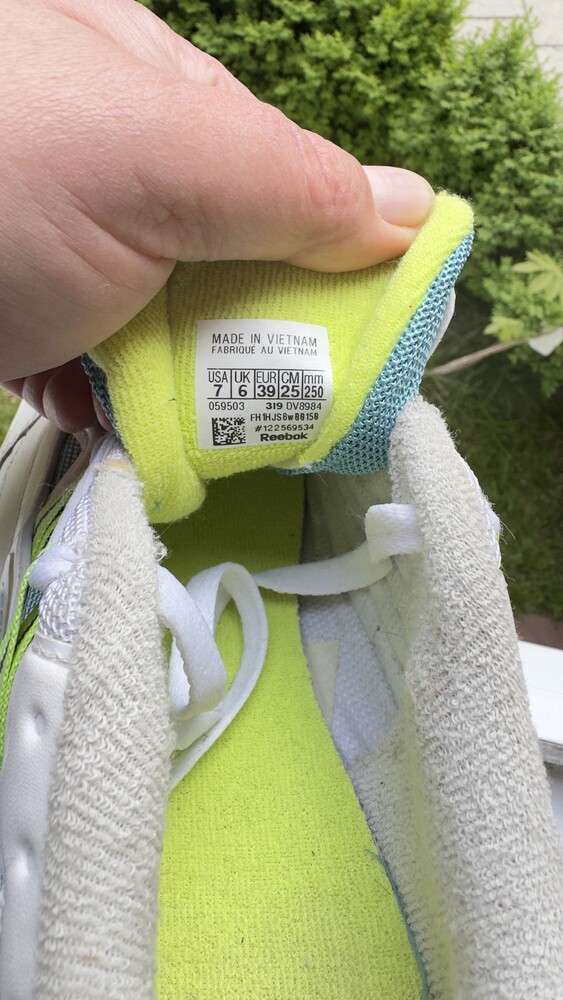 MADE IN VIETNAM
FABRIQUE AU VIETNAM
USA UK EUR CM mm
7 6 39 25 250
059503 319 DV8984
FH1HJS8w00150
#122569534
Reebok